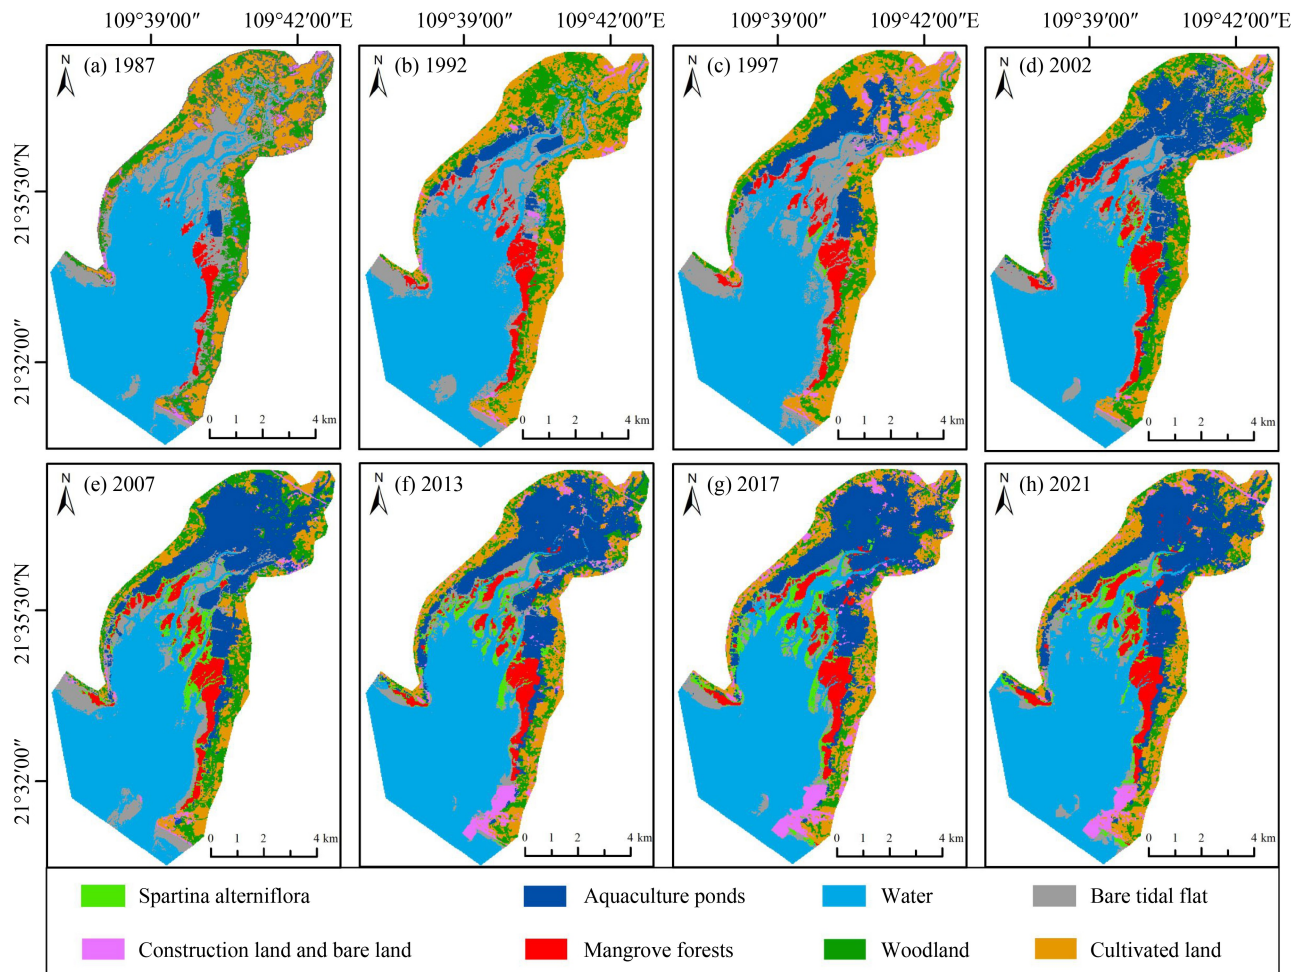 109°39′00″ 109°42′00″ 109°39′00″ 109°42′00″ 109°39′00″ 109°42′00″ 109°39′00″ 109°42′00″E
N (a) 1987
N (b) 1992
N (c) 1997
N (d) 2002
21°35′30″N
21°32′00″
0 1 2 4 km
0 1 2 4 km
0 1 2 4 km
0 1 2 4 km
N (e) 2007
N (f) 2013
N (g) 2017
N (h) 2021
21°35′30″N
21°32′00″
0 1 2 4 km
0 1 2 4 km
0 1 2 4 km
0 1 2 4 km
Spartina alterniflora Aquaculture ponds Water Bare tidal flat
Construction land and bare land Mangrove forests Woodland Cultivated land